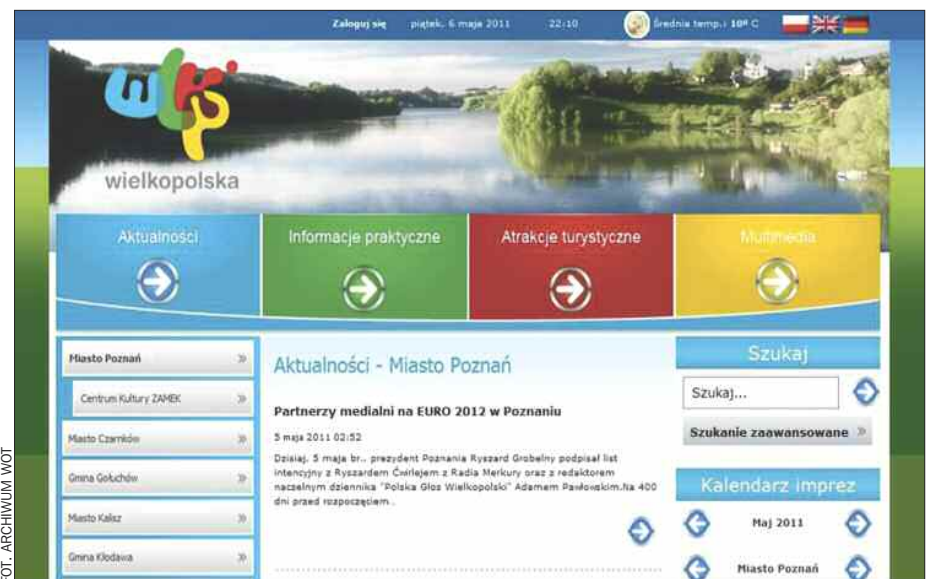 Zaloguj się piątek, 6 maja 2011 22:10 Średnia temp.: 10º C
wlkp
wielkopolska
Aktualności
Informacje praktyczne
Atrakcje turystyczne
Multimedia
Miasto Poznań
Centrum Kultury ZAMEK
Miasto Czarnków
Gmina Gołuchów
Miasto Kalisz
Gmina Kłodawa
Aktualności - Miasto Poznań
Partnerzy medialni na EURO 2012 w Poznaniu
5 maja 2011 02:52
Dzisiaj, 5 maja br., prezydent Poznania Ryszard Grobelny podpisał list
intencyjny z Ryszardem Ćwirlejem z Radia Merkury oraz z redaktorem
naczelnym dziennika "Polska Głos Wielkopolski" Adamem Pawłowskim.Na 400
dni przed rozpoczęciem .
Szukaj
Szukaj...
Szukanie zaawansowane »
Kalendarz imprez
Maj 2011
Miasto Poznań
FOT. ARCHIWUM WOT